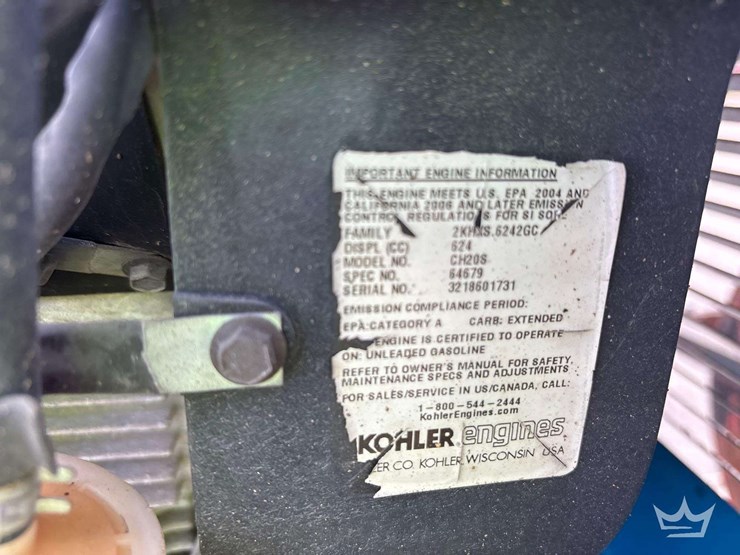 IMPORTANT ENGINE INFORMATION
THIS ENGINE MEETS U.S. EPA 2004 AND
CALIFORNIA 2006 AND LATER EMISSION
CONTROL REGULATIONS FOR SI SORE
FAMILY 2KHXS.6242GC
DISPL (CC) 624
MODEL NO. CH20S
SPEC NO. 64679
SERIAL NO. 3218601731
EMISSION COMPLIANCE PERIOD:
EPA:CATEGORY A CARB: EXTENDED
ENGINE IS CERTIFIED TO OPERATE
ON: UNLEADED GASOLINE
REFER TO OWNER'S MANUAL FOR SAFETY,
MAINTENANCE SPECS AND ADJUSTMENTS
FOR SALES/SERVICE IN US/CANADA, CALL:
1-800-544-2444
KohlerEngines.com
KOHLER engines
LER CO. KOHLER, WISCONSIN USA